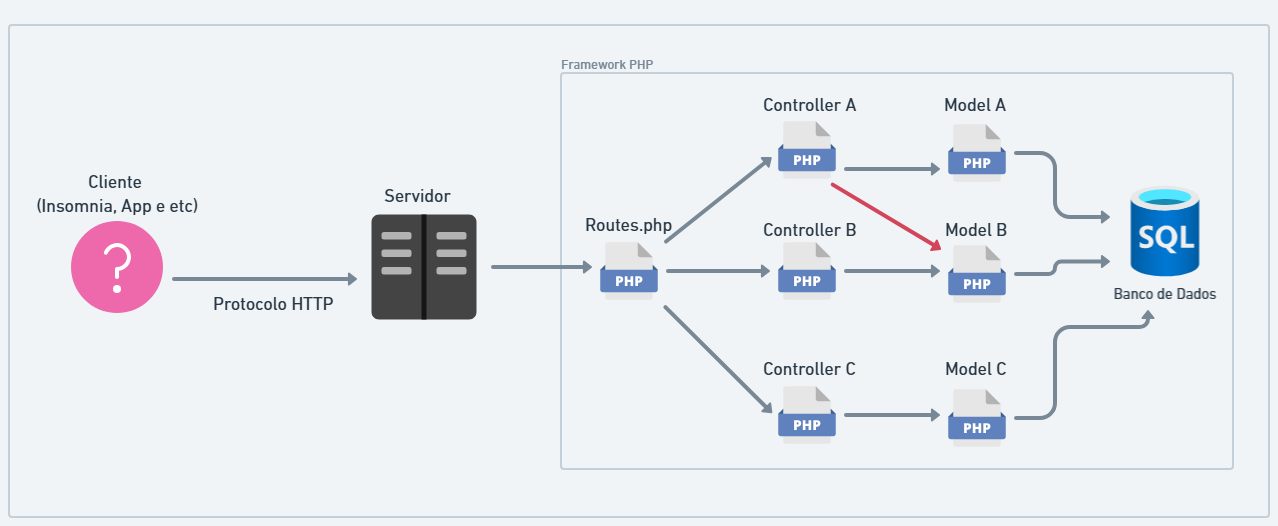 Framework PHP
Controller A
PHP
Model A
PHP
Cliente
(Insomnia, App e etc)
?
Protocolo HTTP
Servidor
Routes.php
PHP
Controller B
PHP
Model B
PHP
SQL
Banco de Dados
Controller C
PHP
Model C
PHP